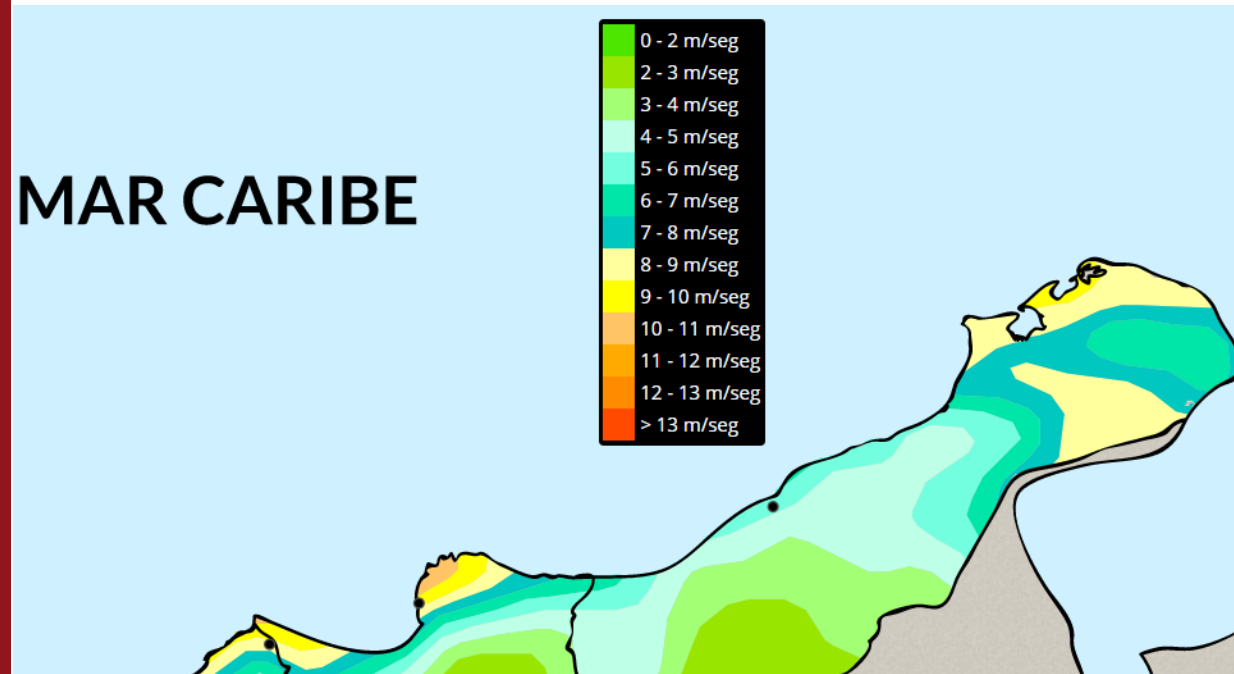 MAR CARIBE
0 - 2 m/seg
2 - 3 m/seg
3 - 4 m/seg
4 - 5 m/seg
5 - 6 m/seg
6 - 7 m/seg
7 - 8 m/seg
8 - 9 m/seg
9 - 10 m/seg
10 - 11 m/seg
11 - 12 m/seg
12 - 13 m/seg
> 13 m/seg